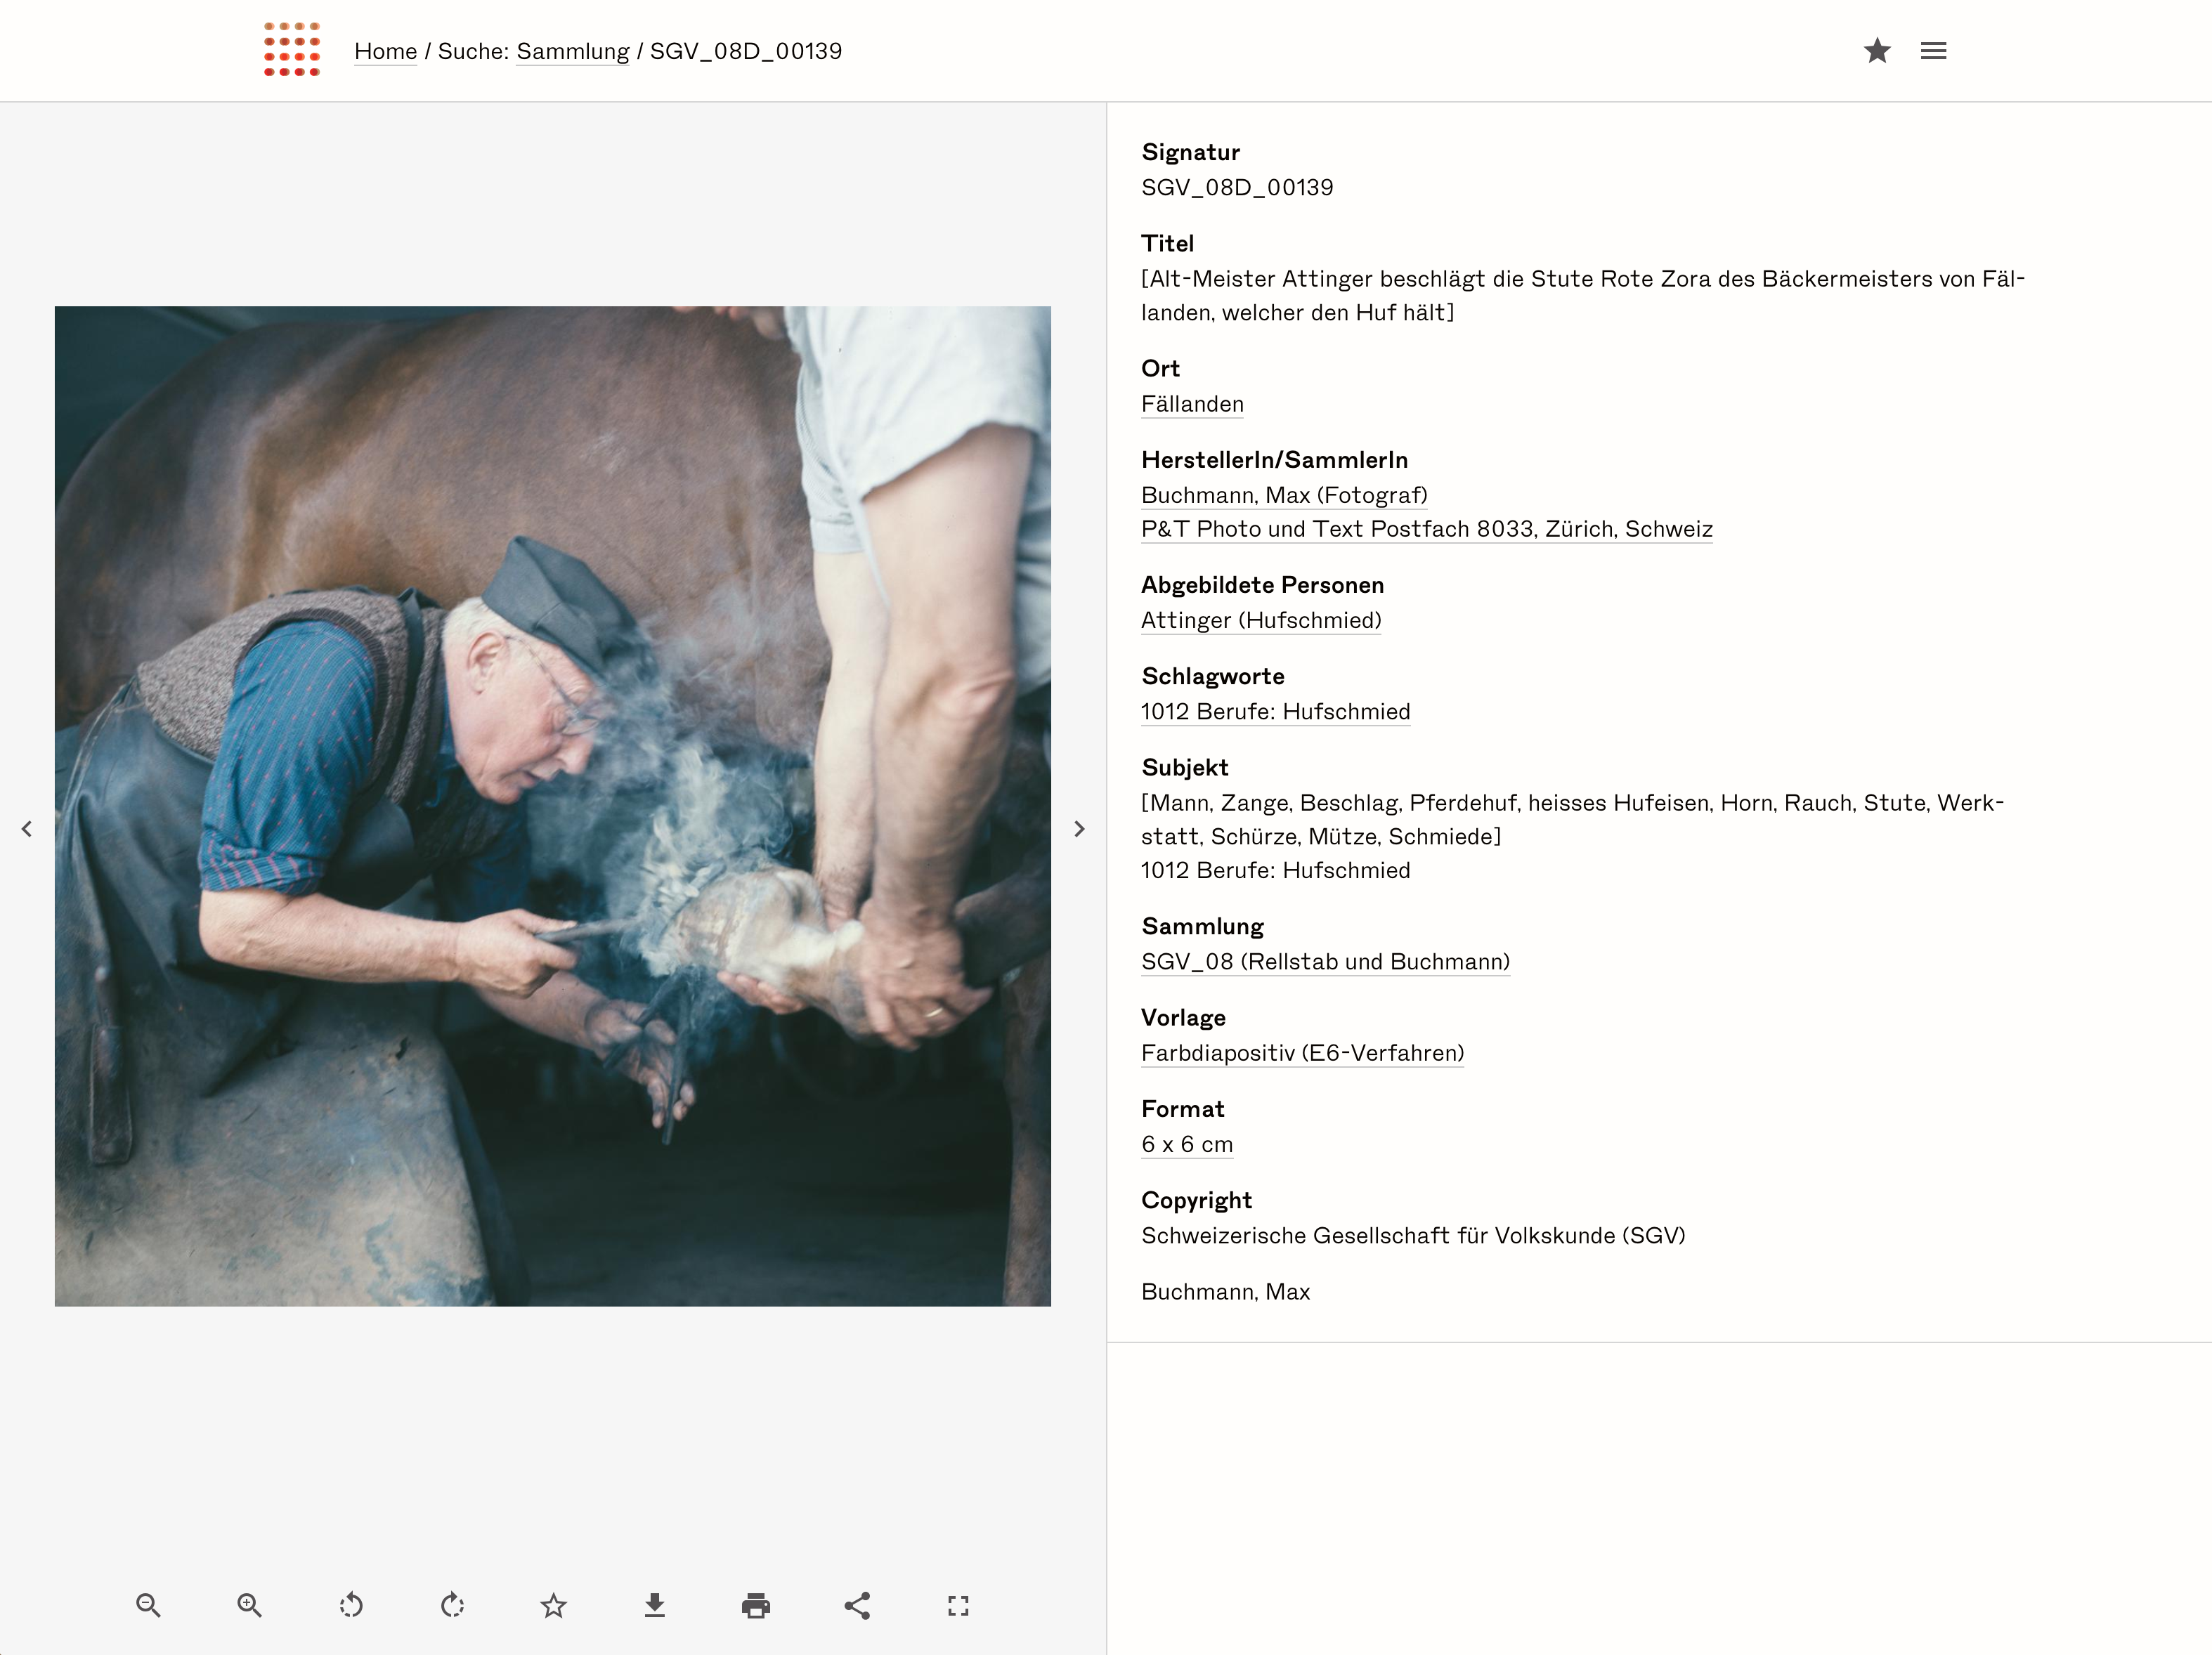 Home / Suche: Sammlung / SGV_08D_00139
Signatur
SGV_08D_00139
Titel
[Alt-Meister Attinger beschlägt die Stute Rote Zora des Bäckermeisters von Fäl-
landen, welcher den Huf hält]
Ort
Fällanden
HerstellerIn/SammlerIn
Buchmann, Max (Fotograf)
P&T Photo und Text Postfach 8033, Zürich, Schweiz
Abgebildete Personen
Attinger (Hufschmied)
Schlagworte
1012 Berufe: Hufschmied
Subjekt
[Mann, Zange, Beschlag, Pferdehuf, heisses Hufeisen, Horn, Rauch, Stute, Werk-
statt, Schürze, Mütze, Schmiede]
1012 Berufe: Hufschmied
Sammlung
SGV_08 (Rellstab und Buchmann)
Vorlage
Farbdiapositiv (E6-Verfahren)
Format
6 x 6 cm
Copyright
Schweizerische Gesellschaft für Volkskunde (SGV)
Buchmann, Max